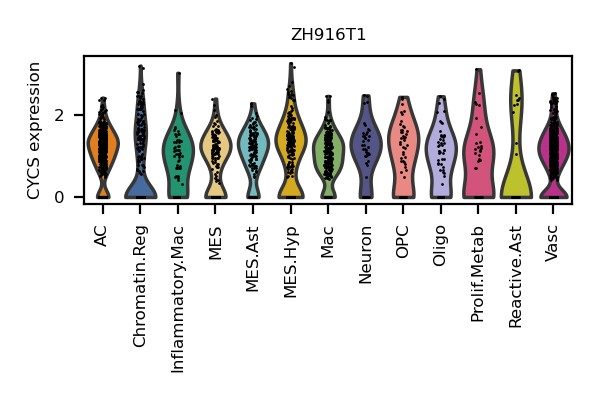 ZH916T1
CYCS expression
2
0
AC
Chromatin.Reg
Inflammatory.Mac
MES
MES.Ast
MES.Hyp
Mac
Neuron
OPC
Oligo
Prolif.Metab
Reactive.Ast
Vasc